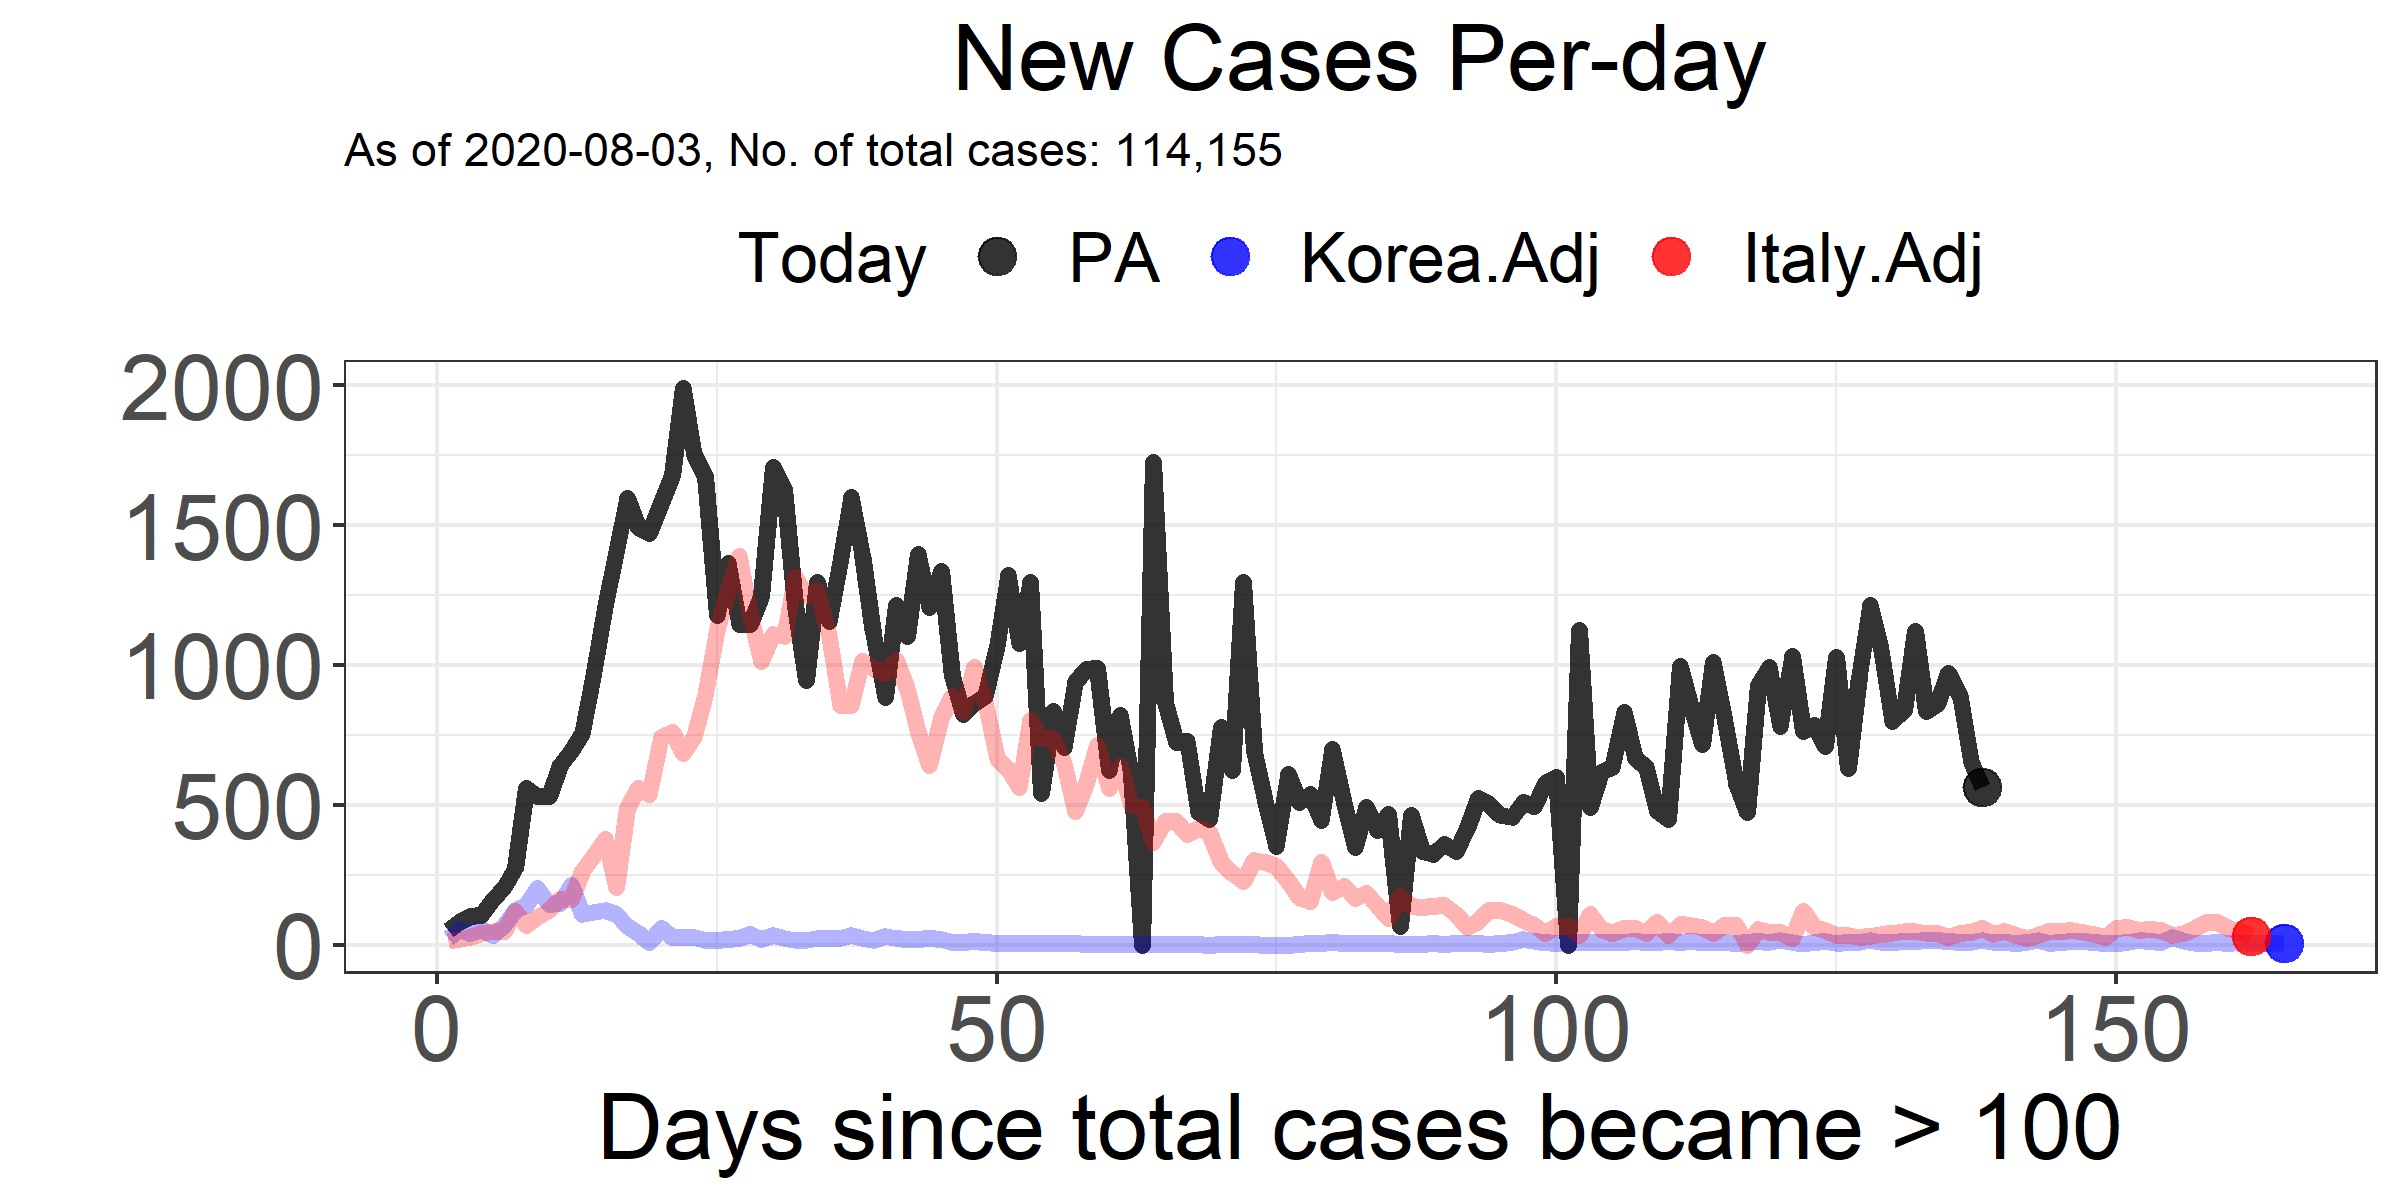 New Cases Per-day
As of 2020-08-03, No. of total cases: 114,155
Today PA Korea.Adj Italy.Adj
2000
1500
1000
500
0
0 50 100 150
Days since total cases became > 100